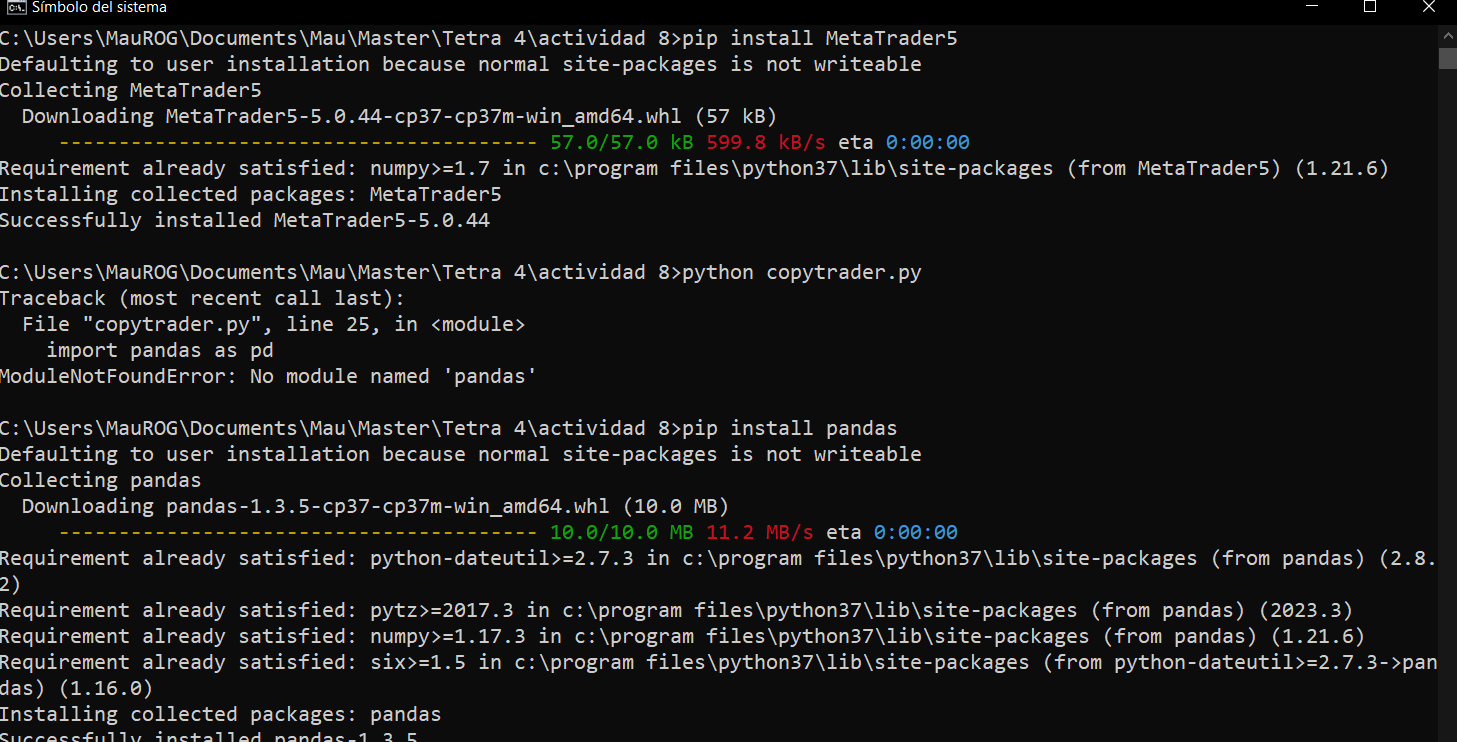 Símbolo del sistema
C:\Users\MauROG\Documents\Mau\Master\Tetra 4\actividad 8>pip install MetaTrader5
Defaulting to user installation because normal site-packages is not writeable
Collecting MetaTrader5
  Downloading MetaTrader5-5.0.44-cp37-cp37m-win_amd64.whl (57 kB)
     ---------------------------------------- 57.0/57.0 kB 599.8 kB/s eta 0:00:00
Requirement already satisfied: numpy>=1.7 in c:\program files\python37\lib\site-packages (from MetaTrader5) (1.21.6)
Installing collected packages: MetaTrader5
Successfully installed MetaTrader5-5.0.44
C:\Users\MauROG\Documents\Mau\Master\Tetra 4\actividad 8>python copytrader.py
Traceback (most recent call last):
  File "copytrader.py", line 25, in <module>
    import pandas as pd
ModuleNotFoundError: No module named 'pandas'
C:\Users\MauROG\Documents\Mau\Master\Tetra 4\actividad 8>pip install pandas
Defaulting to user installation because normal site-packages is not writeable
Collecting pandas
  Downloading pandas-1.3.5-cp37-cp37m-win_amd64.whl (10.0 MB)
     ---------------------------------------- 10.0/10.0 MB 11.2 MB/s eta 0:00:00
Requirement already satisfied: python-dateutil>=2.7.3 in c:\program files\python37\lib\site-packages (from pandas) (2.8.
2)
Requirement already satisfied: pytz>=2017.3 in c:\program files\python37\lib\site-packages (from pandas) (2023.3)
Requirement already satisfied: numpy>=1.17.3 in c:\program files\python37\lib\site-packages (from pandas) (1.21.6)
Requirement already satisfied: six>=1.5 in c:\program files\python37\lib\site-packages (from python-dateutil>=2.7.3->pan
das) (1.16.0)
Installing collected packages: pandas
Successfully installed pandas-1.3.5